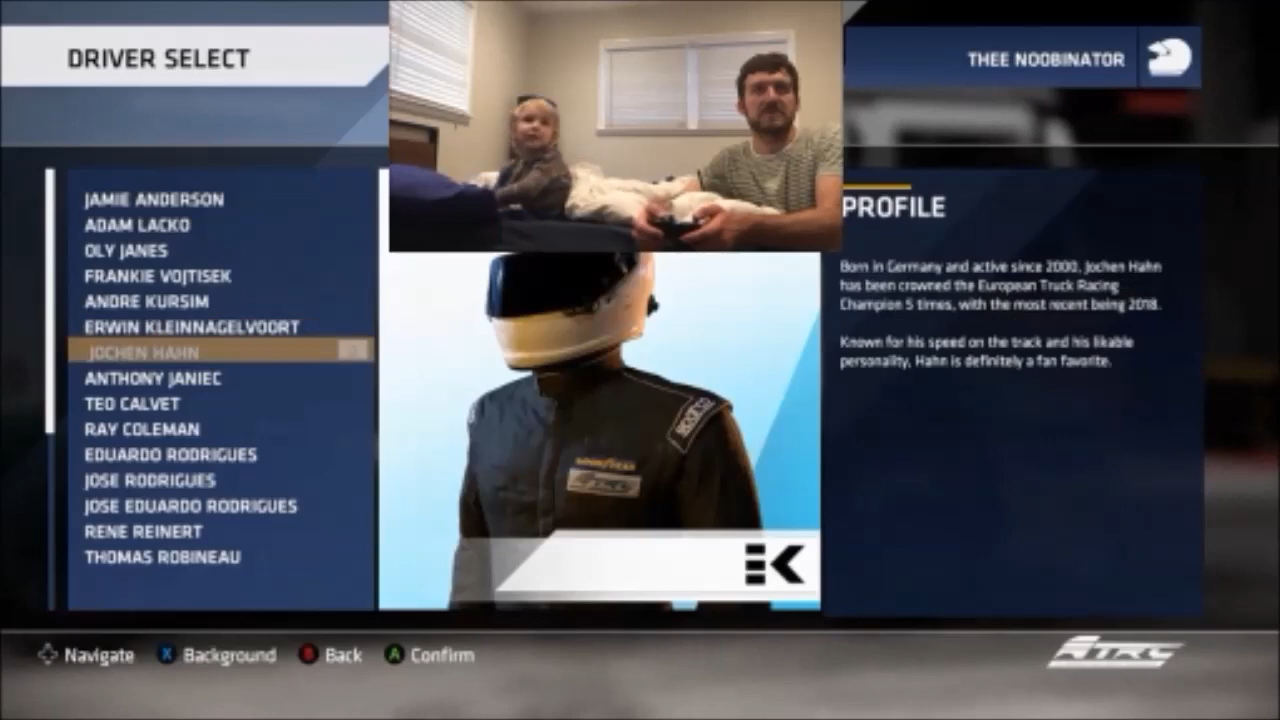 DRIVER SELECT
THEE NOOBINATOR
JAMIE ANDERSON
ADAM LACKO
OLY JANES
FRANKIE VOJTISEK
ANDRE KURSIM
ERWIN KLEINNAGELVOORT
JOCHEN HAHN
ANTHONY JANIEC
TEO CALVET
RAY COLEMAN
EDUARDO RODRIGUES
JOSE RODRIGUES
JOSE EDUARDO RODRIGUES
RENE REINERT
THOMAS ROBINEAU
SPARCO
GOODYEAR
ETRC
PROFILE
Born in Germany and active since 2000, Jochen Hahn
has been crowned the European Truck Racing
Champion 5 times, with the most recent being 2018.
Known for his speed on the track and his likable
personality, Hahn is definitely a fan favorite.
Navigate
X Background
B Back
A Confirm
ETRC